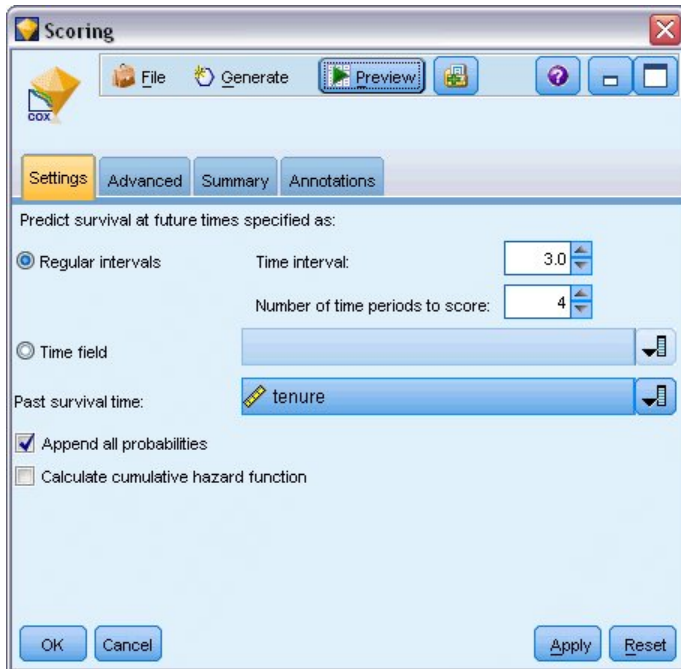 Scoring
File Generate Preview
COX
Settings Advanced Summary Annotations
Predict survival at future times specified as:
Regular intervals Time interval: 3.0
Number of time periods to score: 4
Time field
Past survival time: tenure
Append all probabilities
Calculate cumulative hazard function
OK Cancel Apply Reset